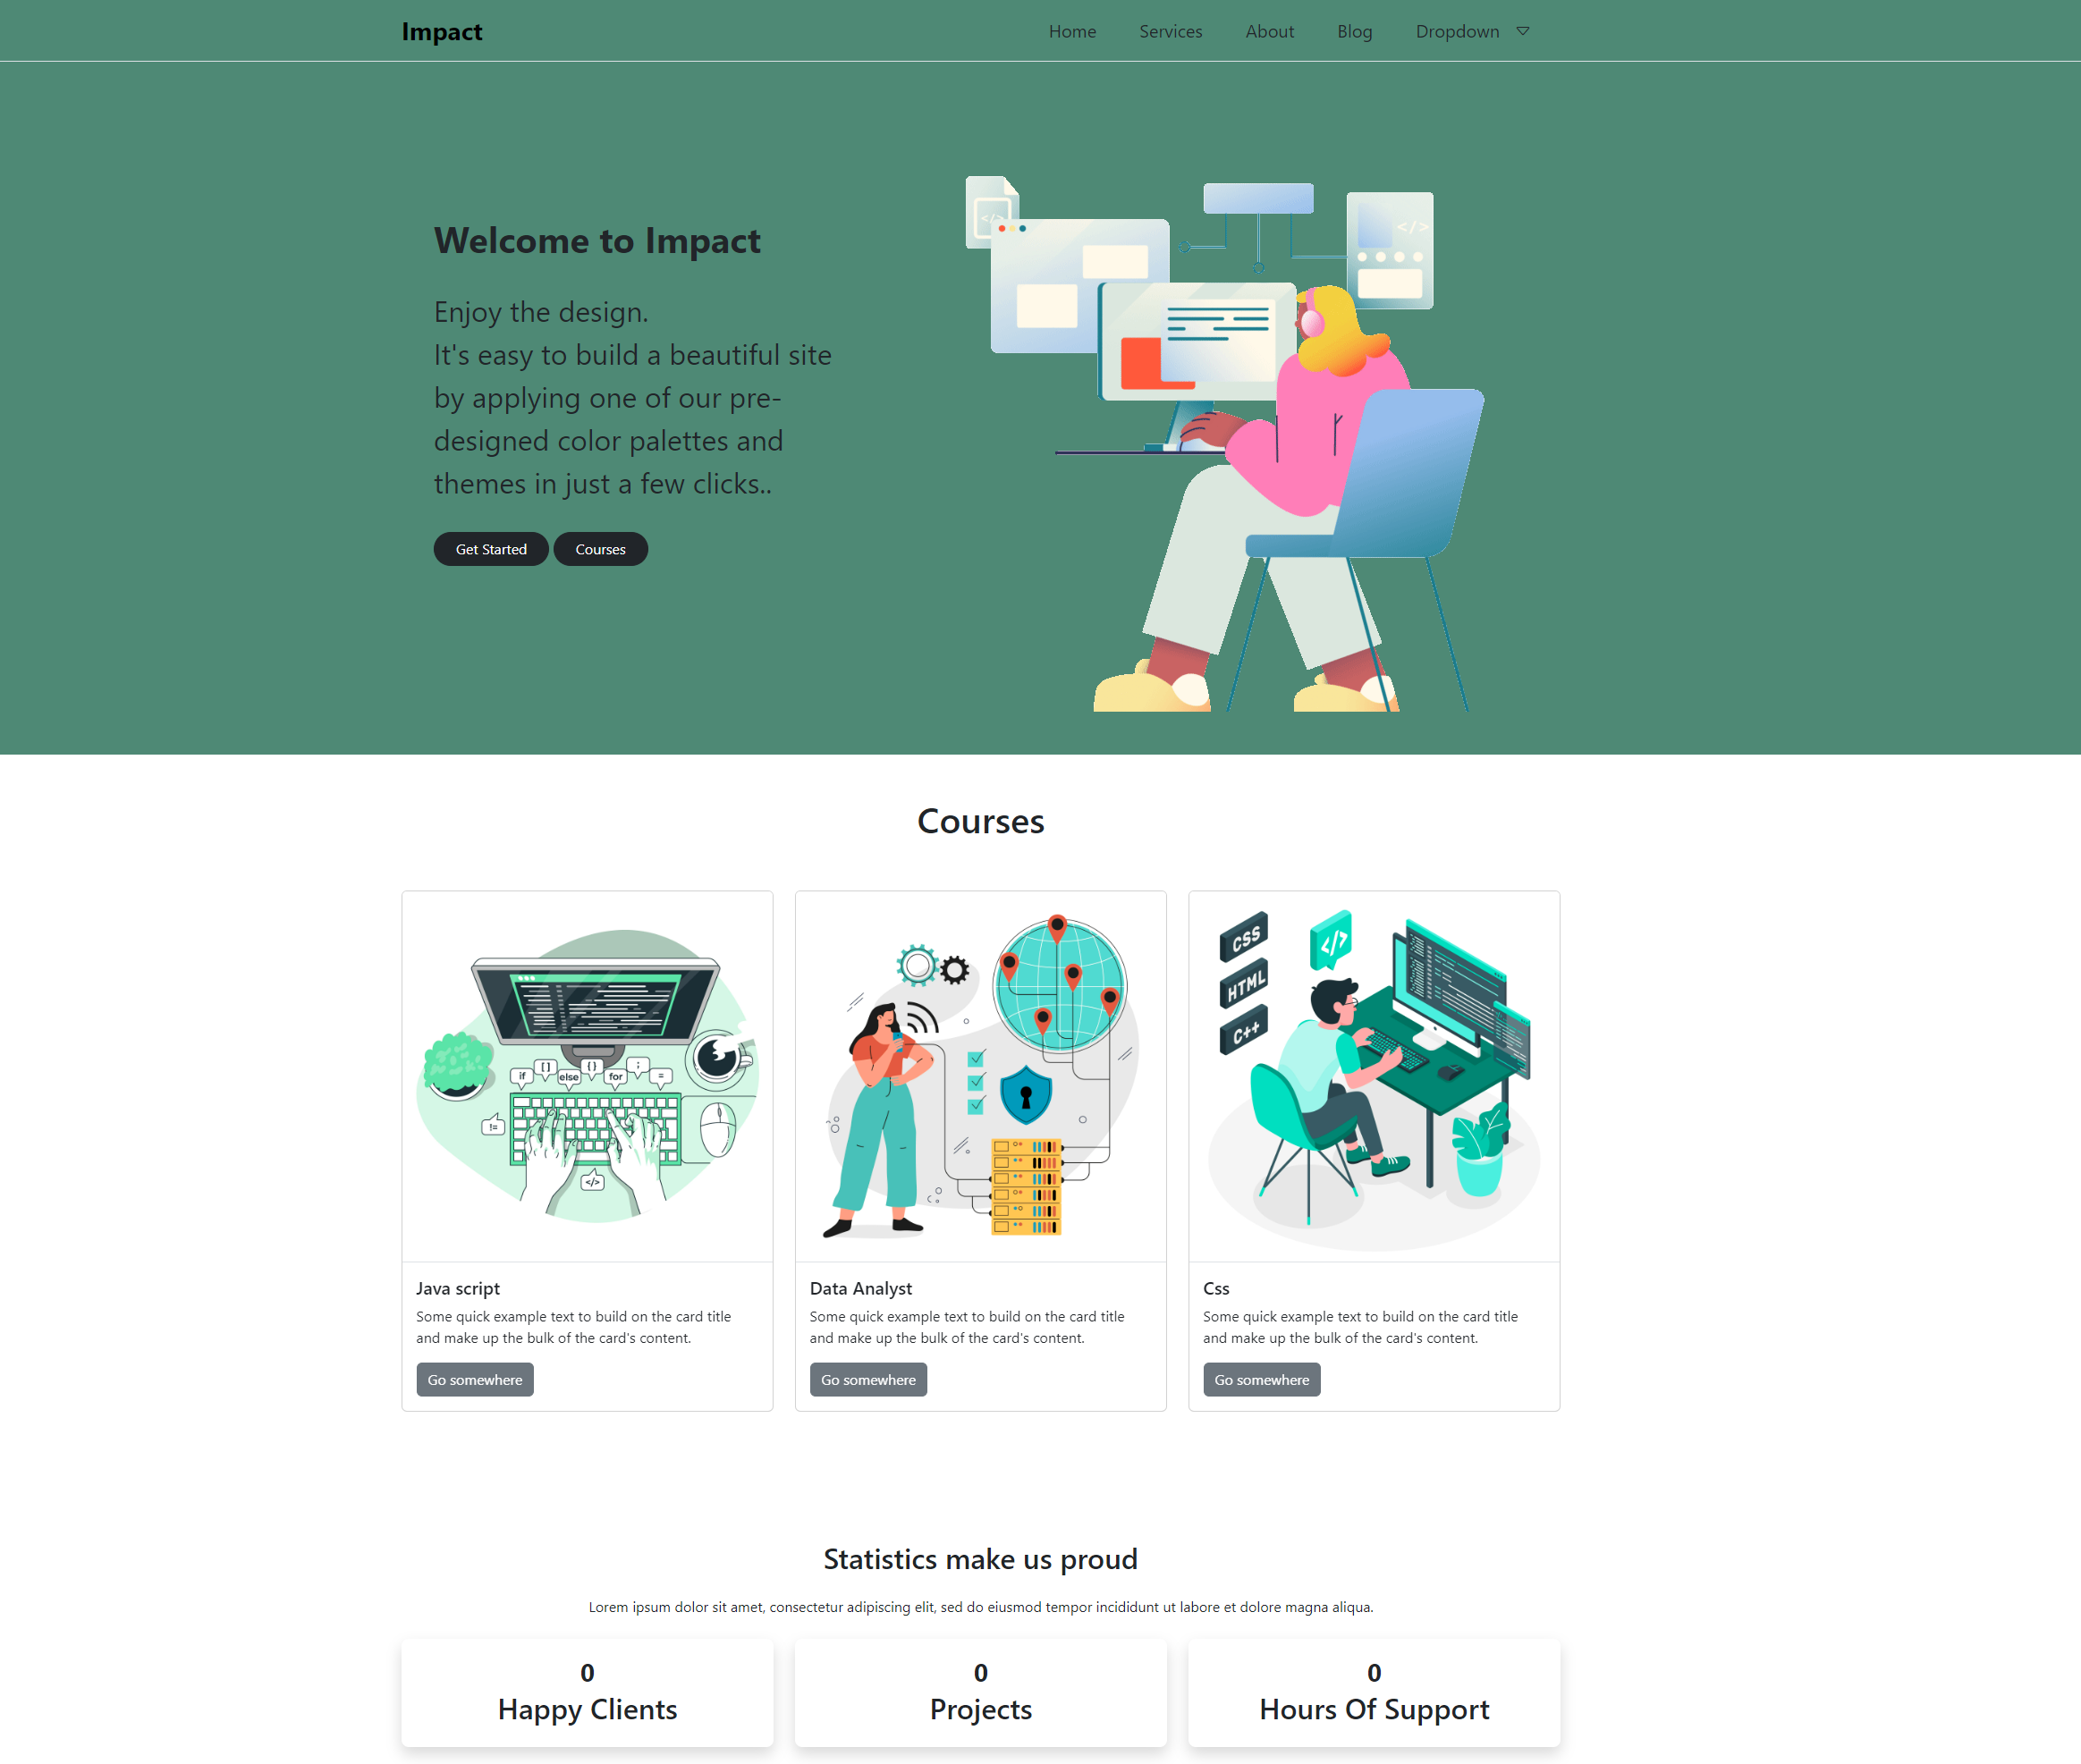 Impact
Home Services About Blog Dropdown
Welcome to Impact
</>
</>
Enjoy the design.
It's easy to build a beautiful site
by applying one of our pre-
designed color palettes and
themes in just a few clicks..
Get Started Courses
Courses
if [ ] else { } for ; =
!=
</>
CSS
</>
HTML
C++
Java script
Some quick example text to build on the card title
and make up the bulk of the card's content.
Go somewhere
Data Analyst
Some quick example text to build on the card title
and make up the bulk of the card's content.
Go somewhere
Css
Some quick example text to build on the card title
and make up the bulk of the card's content.
Go somewhere
Statistics make us proud
Lorem ipsum dolor sit amet, consectetur adipiscing elit, sed do eiusmod tempor incididunt ut labore et dolore magna aliqua.
0
Happy Clients
0
Projects
0
Hours Of Support